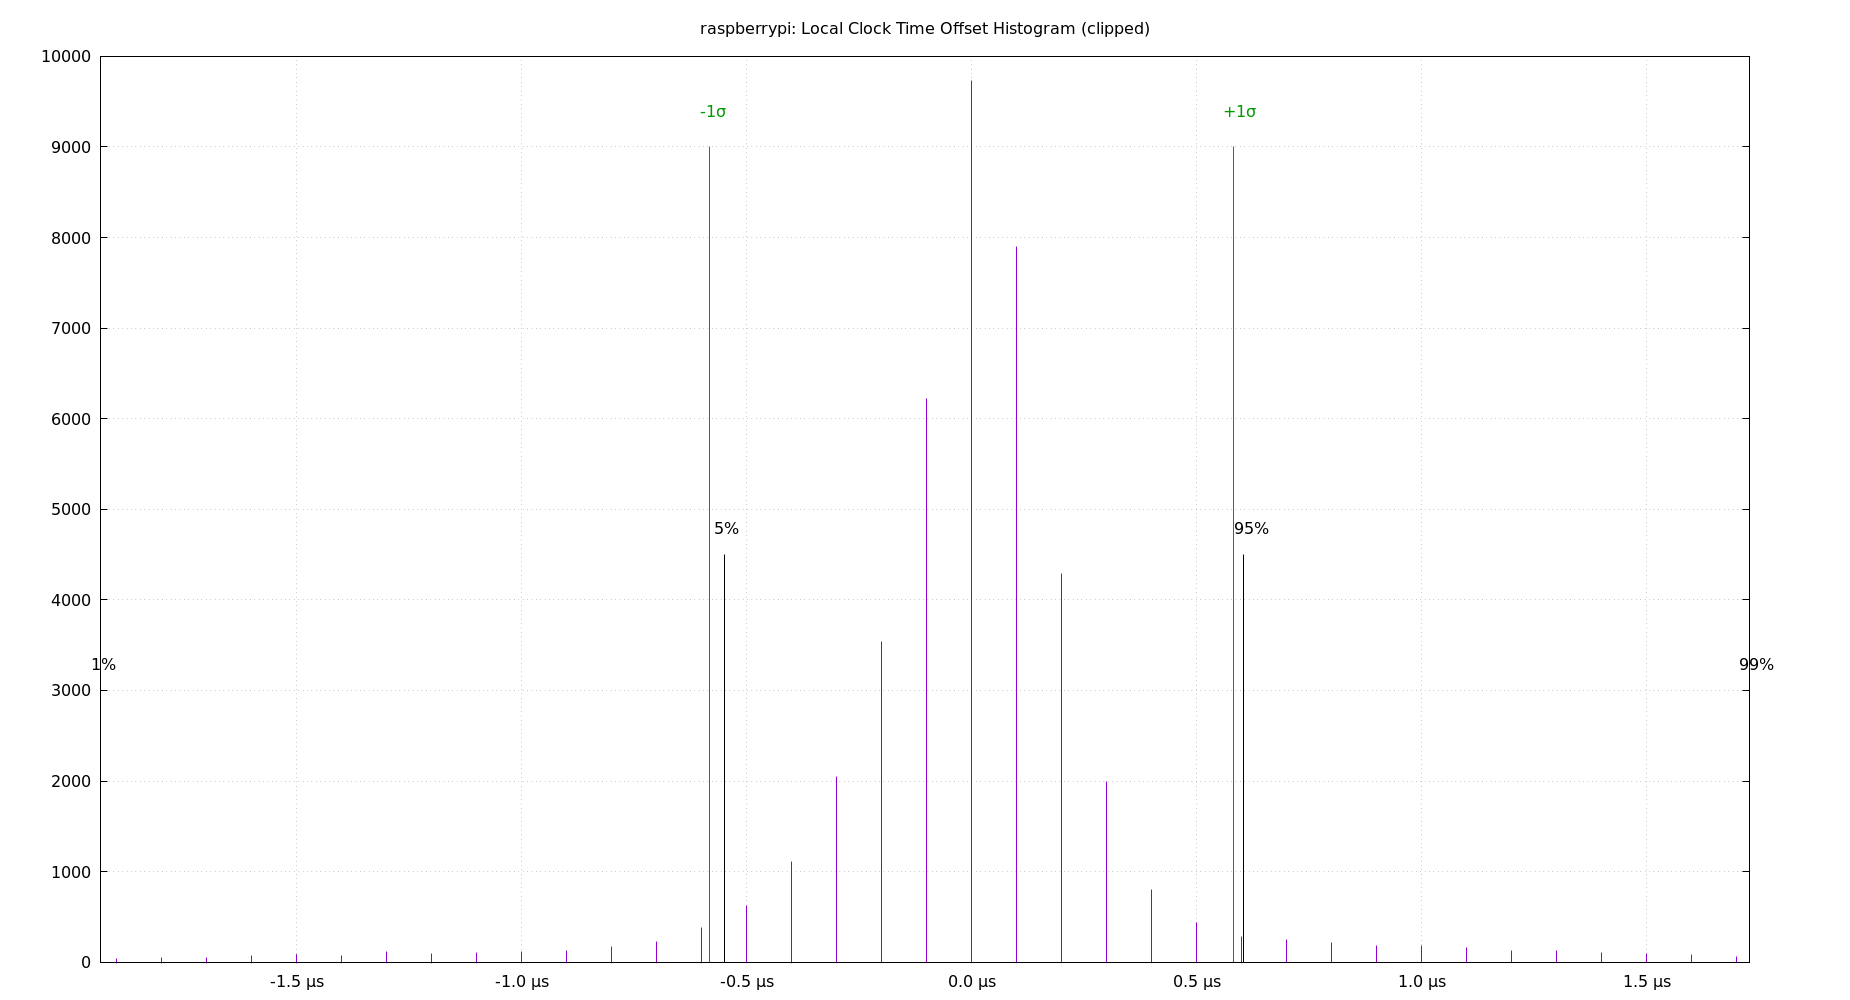 raspberrypi: Local Clock Time Offset Histogram (clipped)
10000
-1σ
+1σ
9000
8000
7000
6000
5000
5%
95%
4000
1%
99%
3000
2000
1000
0
-1.5 µs
-1.0 µs
-0.5 µs
0.0 µs
0.5 µs
1.0 µs
1.5 µs